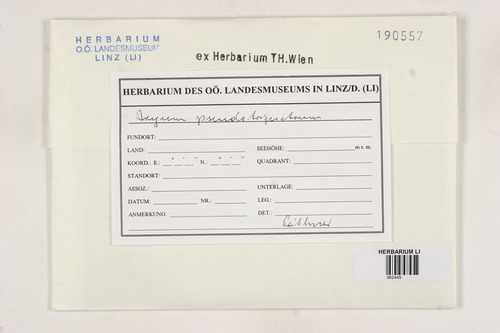 HERBARIUM
O.Ö. LANDESMUSEUM
LINZ (LI)
190557
ex Herbarium TH.Wien
HERBARIUM DES OÖ. LANDESMUSEUMS IN LINZ/D. (LI)
Bryum pseudotriquetrum
FUNDORT:
LAND: SEEHÖHE: m s. m.
KOORD.: E.: ° ' " N.: ° ' " QUADRANT:
STANDORT:
ASSOZ.: UNTERLAGE:
DATUM: NR.: LEG.:
ANMERKUNG: DET.:
HERBARIUM LI